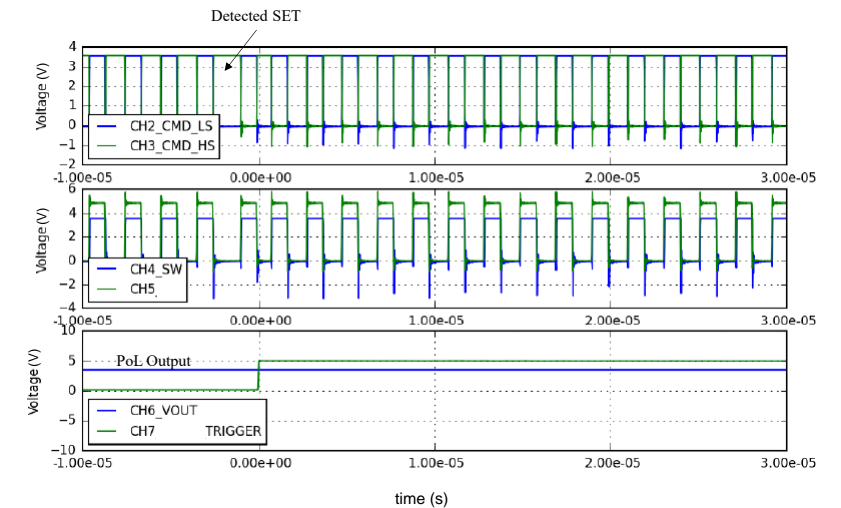 Detected SET
4
3
2
1
0
−1
−2
Voltage (V)
CH2_CMD_LS
CH3_CMD_HS
-1.00e-05 0.00e+00 1.00e-05 2.00e-05 3.00e-05
6
4
2
0
−2
−4
Voltage (V)
CH4_SW
CH5
-1.00e-05 0.00e+00 1.00e-05 2.00e-05 3.00e-05
10
5
0
−5
−10
Voltage (V)
PoL Output
CH6_VOUT
CH7 TRIGGER
-1.00e-05 0.00e+00 1.00e-05 2.00e-05 3.00e-05
time (s)